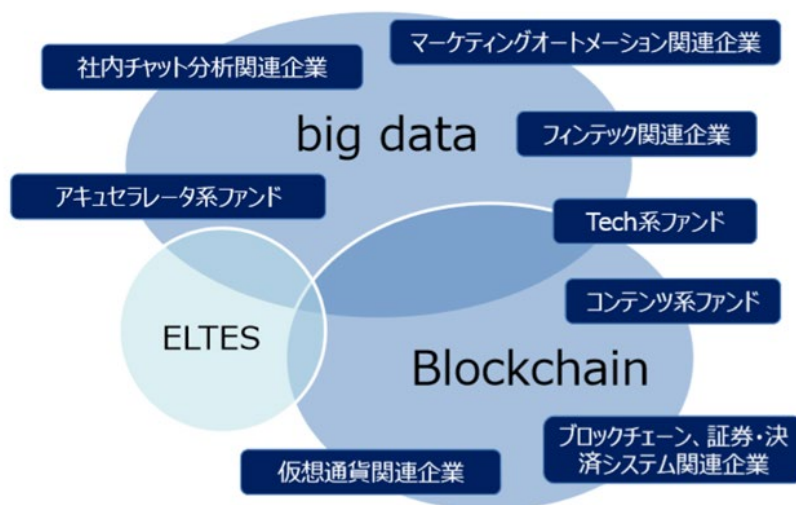 マーケティングオートメーション関連企業
社内チャット分析関連企業
big data
フィンテック関連企業
アキュセラレータ系ファンド
Tech系ファンド
コンテンツ系ファンド
ELTES
Blockchain
ブロックチェーン、証券・決
済システム関連企業
仮想通貨関連企業